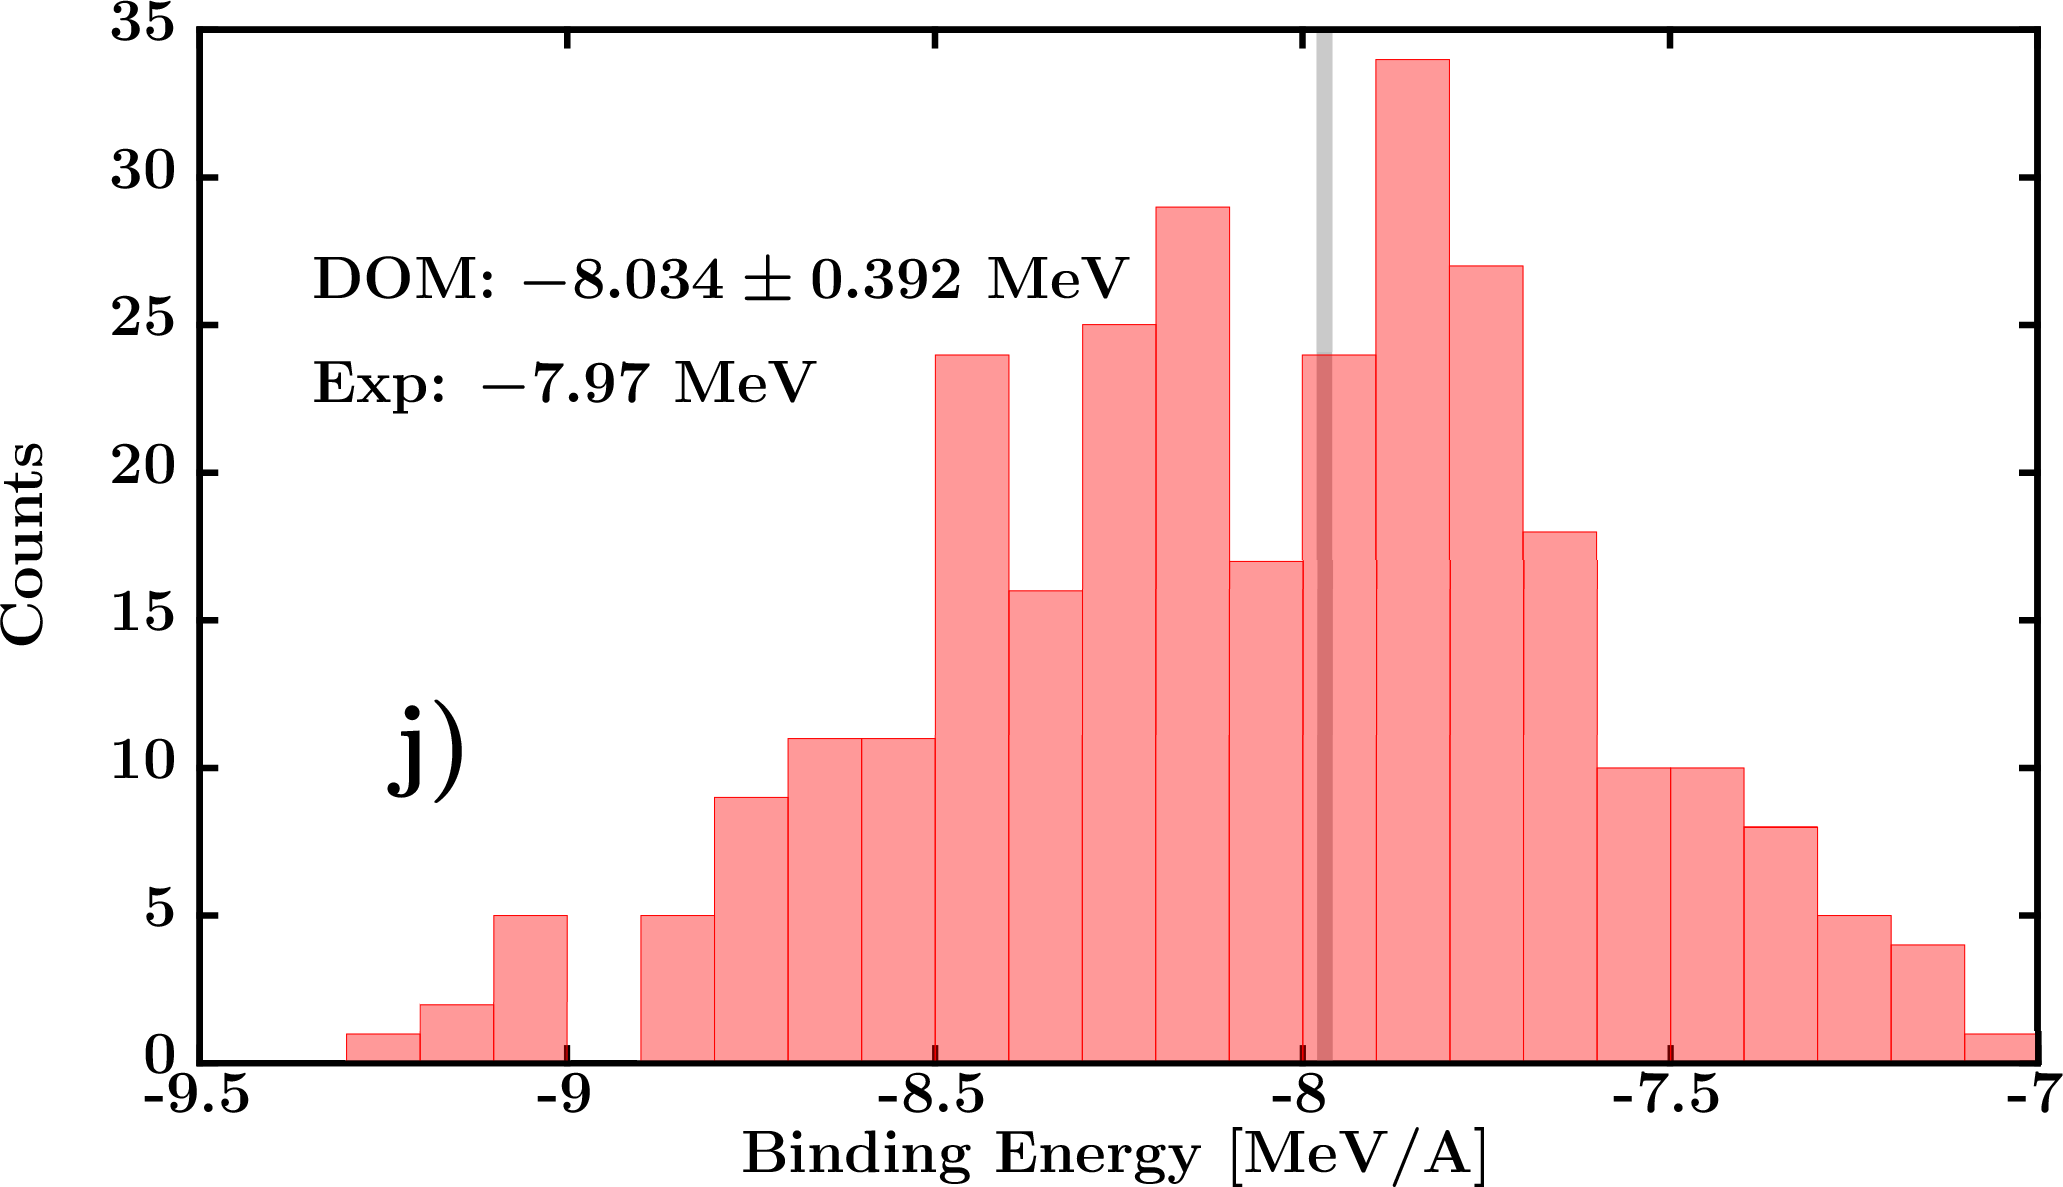 35
30
25
20
15
10
5
0
Counts
DOM: −8.034 ± 0.392 MeV
Exp: −7.97 MeV
j)
-9.5 -9 -8.5 -8 -7.5 -7
Binding Energy [MeV/A]